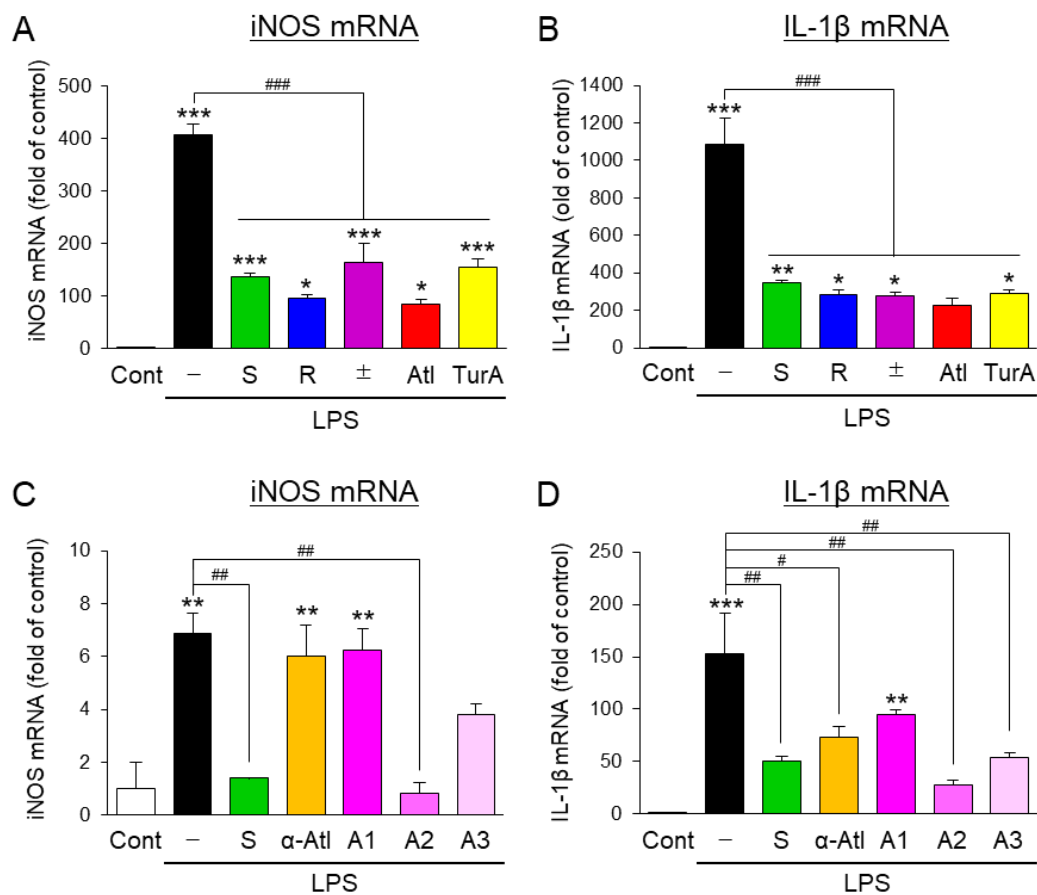 A
iNOS mRNA
iNOS mRNA (fold of control)
500
400
300
200
100
0
###
***
***
*
***
*
***
Cont – S R ± Atl TurA
LPS
B
IL-1β mRNA
IL-1β mRNA (old of control)
1400
1200
1000
800
600
400
200
0
###
***
**
*
*
*
Cont – S R ± Atl TurA
LPS
C
iNOS mRNA
iNOS mRNA (fold of control)
10
8
6
4
2
0
##
##
**
**
**
Cont – S α-Atl A1 A2 A3
LPS
D
IL-1β mRNA
IL-1β mRNA (fold of control)
250
200
150
100
50
0
##
##
#
##
***
**
Cont – S α-Atl A1 A2 A3
LPS